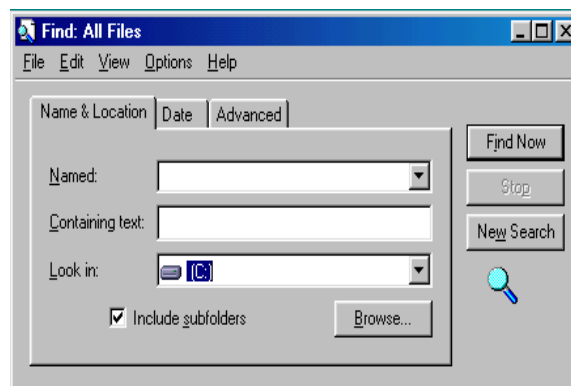 Find: All Files
File Edit View Options Help
Name & Location Date Advanced
Find Now
Named:
Stop
Containing text:
New Search
Look in: (C:)
Include subfolders Browse...